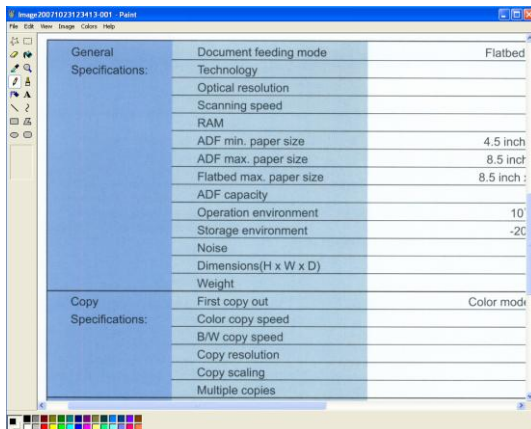 Image20071023123413-001 - Paint
File Edit View Image Colors Help
General Document feeding mode Flatbed
Specifications: Technology
Optical resolution
Scanning speed
RAM
ADF min. paper size 4.5 inch
ADF max. paper size 8.5 inch
Flatbed max. paper size 8.5 inch
ADF capacity
Operation environment 10
Storage environment -20
Noise
Dimensions(H x W x D)
Weight
Copy First copy out Color mode
Specifications: Color copy speed
B/W copy speed
Copy resolution
Copy scaling
Multiple copies